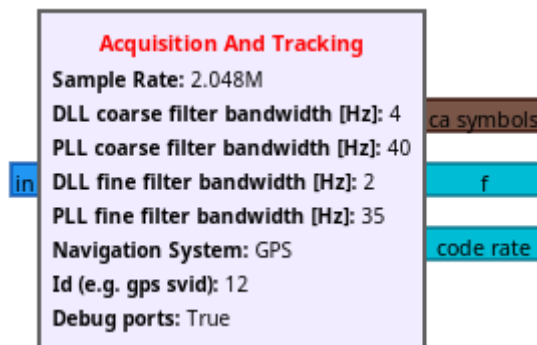 Acquisition And Tracking
Sample Rate: 2.048M
DLL coarse filter bandwidth [Hz]: 4
PLL coarse filter bandwidth [Hz]: 40
DLL fine filter bandwidth [Hz]: 2
PLL fine filter bandwidth [Hz]: 35
Navigation System: GPS
Id (e.g. gps svid): 12
Debug ports: True
in
ca symbols
f
code rate